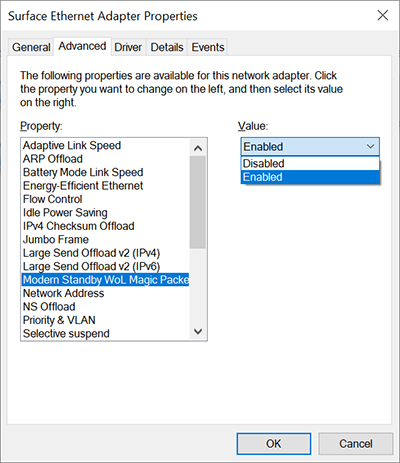 Surface Ethernet Adapter Properties
General Advanced Driver Details Events
The following properties are available for this network adapter. Click
the property you want to change on the left, and then select its value
on the right.
Property:
Adaptive Link Speed
ARP Offload
Battery Mode Link Speed
Energy-Efficient Ethernet
Flow Control
Idle Power Saving
IPv4 Checksum Offload
Jumbo Frame
Large Send Offload v2 (IPv4)
Large Send Offload v2 (IPv6)
Modern Standby WoL Magic Packe
Network Address
NS Offload
Priority & VLAN
Selective suspend
Value:
Enabled
Disabled
Enabled
OK Cancel